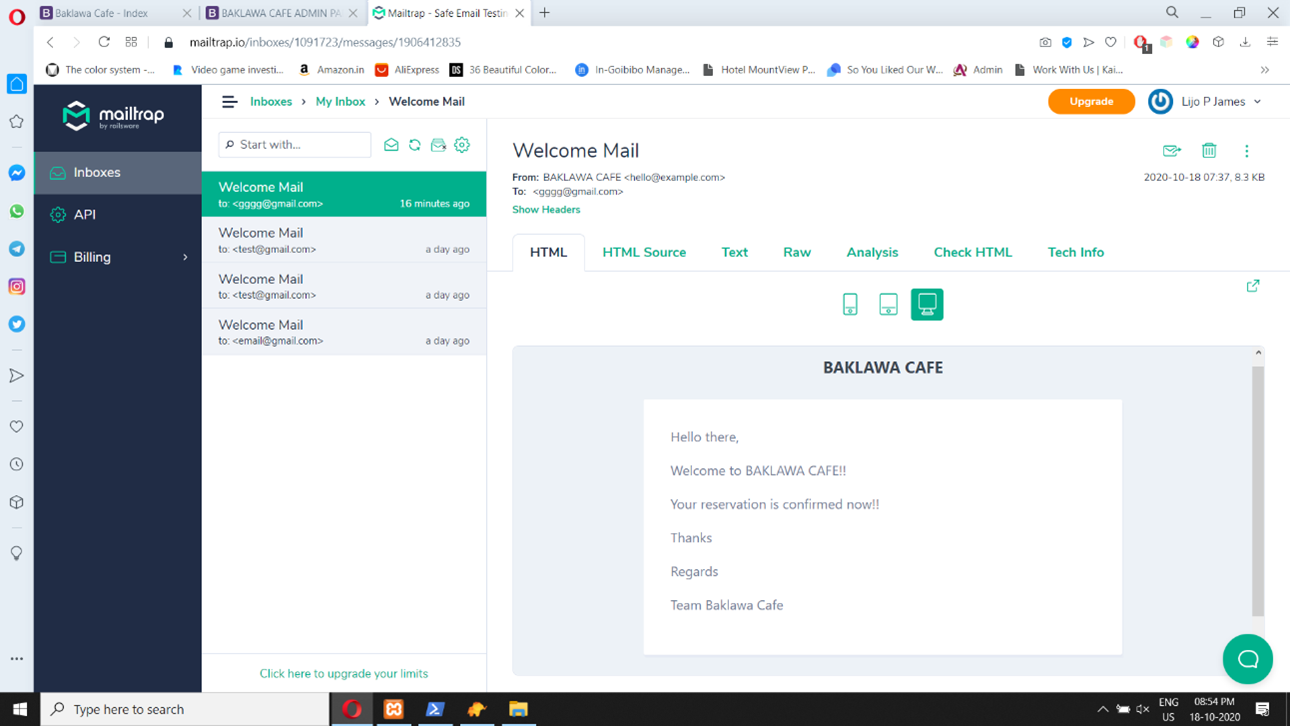 Baklawa Cafe - Index
BAKLAWA CAFE ADMIN PA
Mailtrap - Safe Email Testin
mailtrap.io/inboxes/1091723/messages/1906412835
1
The color system -...
Video game investi...
Amazon.in
AliExpress
36 Beautiful Color...
In-Goibibo Manage...
Hotel MountView P...
So You Liked Our W...
Admin
Work With Us | Kai...
mailtrap
by railsware
Inboxes
API
Billing
Inboxes > My Inbox > Welcome Mail
Upgrade
Lijo P James
Start with...
Welcome Mail
to: <gggg@gmail.com> 16 minutes ago
Welcome Mail
to: <test@gmail.com> a day ago
Welcome Mail
to: <test@gmail.com> a day ago
Welcome Mail
to: <email@gmail.com> a day ago
Click here to upgrade your limits
Welcome Mail
From: BAKLAWA CAFE <hello@example.com>
2020-10-18 07:37, 8.3 KB
To: <gggg@gmail.com>
Show Headers
HTML
HTML Source
Text
Raw
Analysis
Check HTML
Tech Info
BAKLAWA CAFE
Hello there,
Welcome to BAKLAWA CAFE!!
Your reservation is confirmed now!!
Thanks
Regards
Team Baklawa Cafe
Type here to search
ENG
US
08:54 PM
18-10-2020